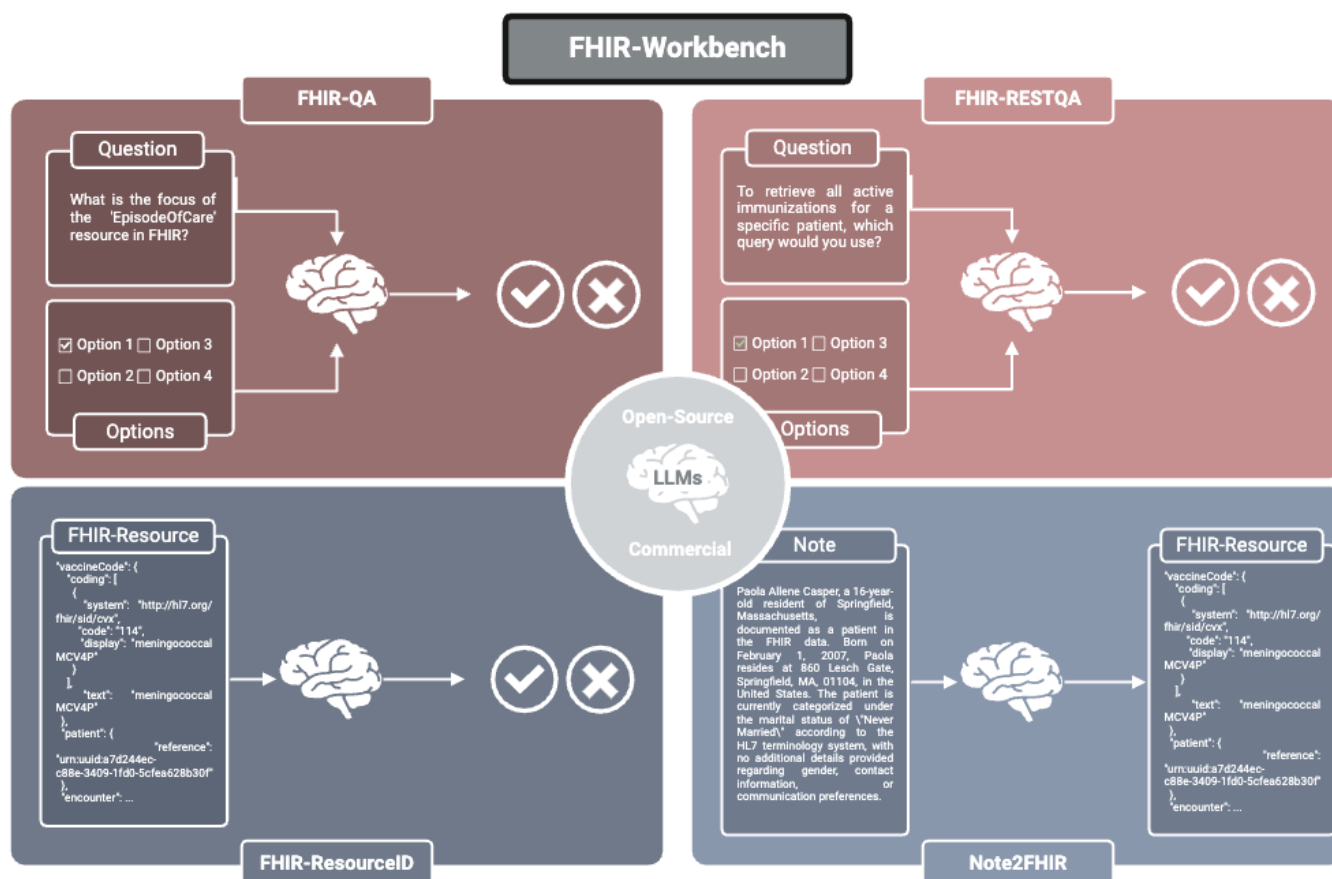 FHIR-Workbench
FHIR-QA
Question
What is the focus of
the 'EpisodeOfCare'
resource in FHIR?
Option 1
Option 3
Option 2
Option 4
Options
FHIR-RESTQA
Question
To retrieve all active
immunizations for a
specific patient, which
query would you use?
Option 1
Option 3
Option 2
Option 4
Options
Open-Source
LLMs
Commercial
FHIR-Resource
"vaccineCode": {
"coding": [
{
"system": "http://hl7.org/
fhir/sid/cvx",
"code": "114",
"display": "meningococcal
MCV4P"
}
],
"text": "meningococcal
MCV4P"
},
"patient": {
"reference":
"urn:uuid:a7d244ec-
c88e-3409-1fd0-5cfea628b30f"
},
"encounter": ...
FHIR-ResourceID
Note
Paola Allene Casper, a 16-year-
old resident of Springfield,
Massachusetts, is
documented as a patient in
the FHIR data. Born on
February 1, 2007, Paola
resides at 860 Lesch Gate,
Springfield, MA, 01104, in the
United States. The patient is
currently categorized under
the marital status of \"Never
Married\" according to the
HL7 terminology system, with
no additional details provided
regarding gender, contact
information, or
communication preferences.
FHIR-Resource
"vaccineCode": {
"coding": [
{
"system": "http://hl7.org/
fhir/sid/cvx",
"code": "114",
"display": "meningococcal
MCV4P"
}
],
"text": "meningococcal
MCV4P"
},
"patient": {
"reference":
"urn:uuid:a7d244ec-
c88e-3409-1fd0-5cfea628b30f"
},
"encounter": ...
Note2FHIR